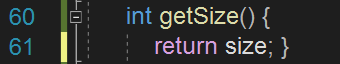 60 int getSize() {
61 return size; }